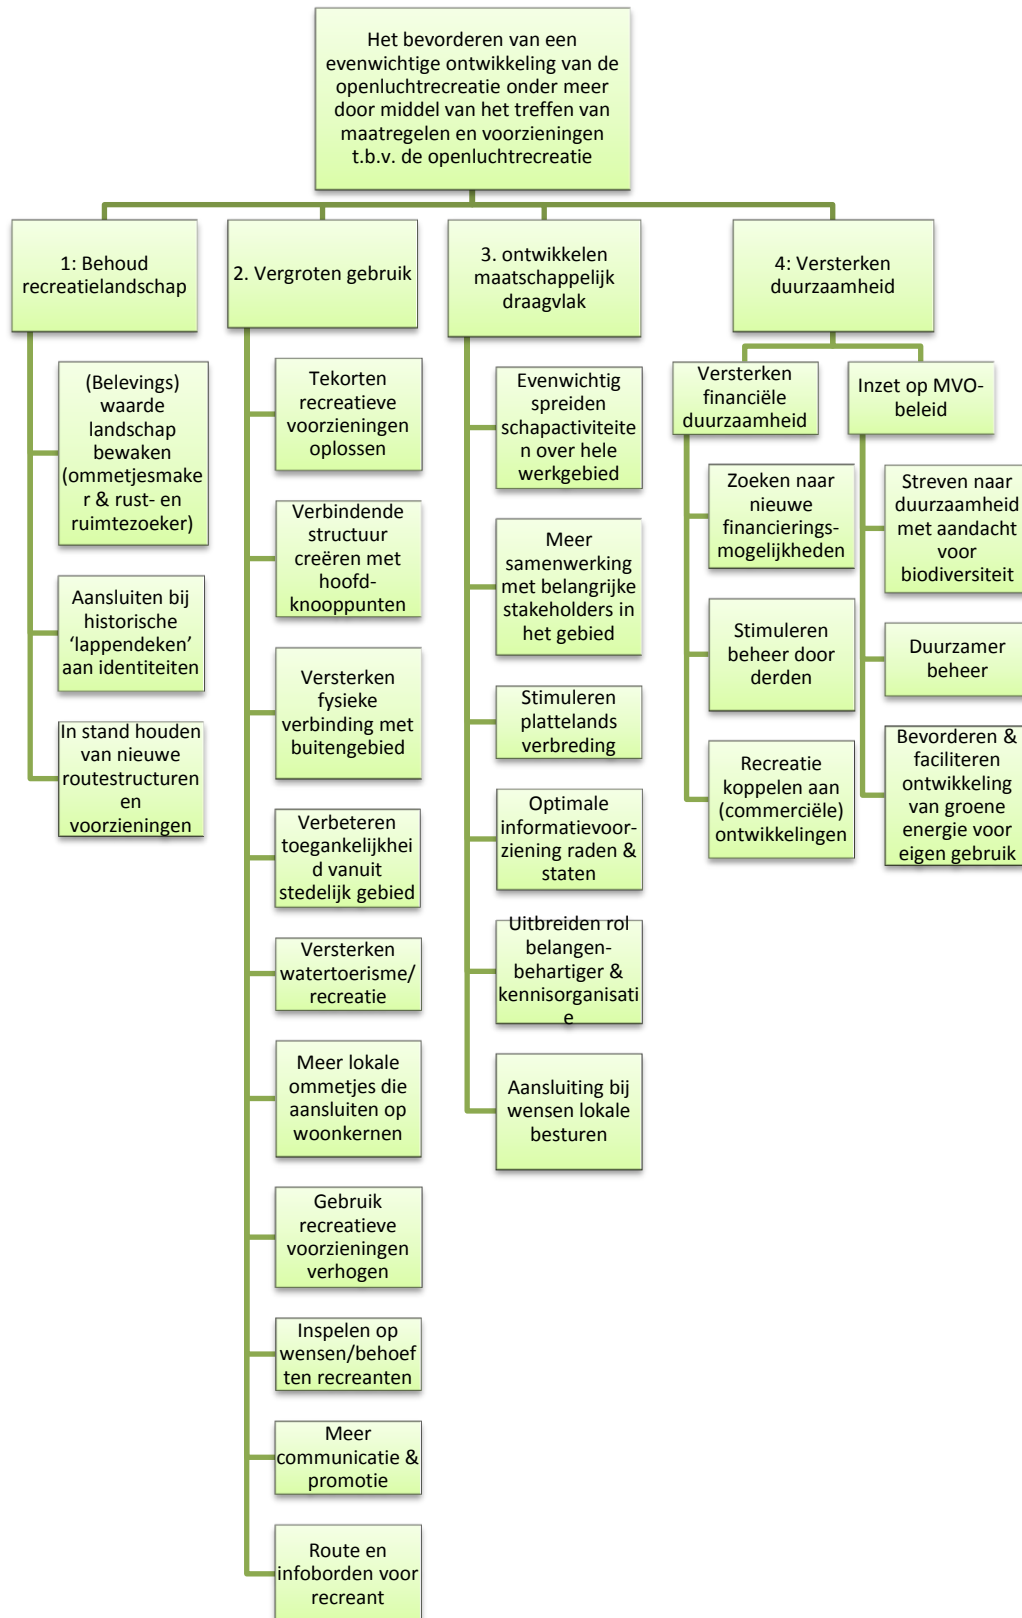 Het bevorderen van een
evenwichtige ontwikkeling van de
openluchtrecreatie onder meer
door middel van het treffen van
maatregelen en voorzieningen
t.b.v. de openluchtrecreatie
1: Behoud
recreatielandschap
(Belevings)
waarde
landschap
bewaken
(ommetjesmake
r & rust- en
ruimtezoeker)
Aansluiten bij
historische
‘lappendeken’
aan identiteiten
In stand houden
van nieuwe
routestructuren
en
voorzieningen
2. Vergroten gebruik
Tekorten
recreatieve
voorzieningen
oplossen
Verbindende
structuur
creëren met
hoofd-
knooppunten
Versterken
fysieke
verbinding met
buitengebied
Verbeteren
toegankelijkhei
d vanuit
stedelijk gebied
Versterken
watertoerisme/
recreatie
Meer lokale
ommetjes die
aansluiten op
woonkernen
Gebruik
recreatieve
voorzieningen
verhogen
Inspelen op
wensen/behoef
ten recreanten
Meer
communicatie &
promotie
Route en
infoborden voor
recreant
3. ontwikkelen
maatschappelijk
draagvlak
Evenwichtig
spreiden
schapactiviteite
n over hele
werkgebied
Meer
samenwerking
met belangrijke
stakeholders in
het gebied
Stimuleren
plattelands
verbreding
Optimale
informatievoor-
ziening raden &
staten
Uitbreiden rol
belangen-
behartiger &
kennisorganisati
e
Aansluiting bij
wensen lokale
besturen
4: Versterken
duurzaamheid
Versterken
financiële
duurzaamheid
Zoeken naar
nieuwe
financierings-
mogelijkheden
Stimuleren
beheer door
derden
Recreatie
koppelen aan
(commerciële)
ontwikkelingen
Inzet op MVO-
beleid
Streven naar
duurzaamheid
met aandacht
voor
biodiversiteit
Duurzamer
beheer
Bevorderen &
faciliteren
ontwikkeling
van groene
energie voor
eigen gebruik